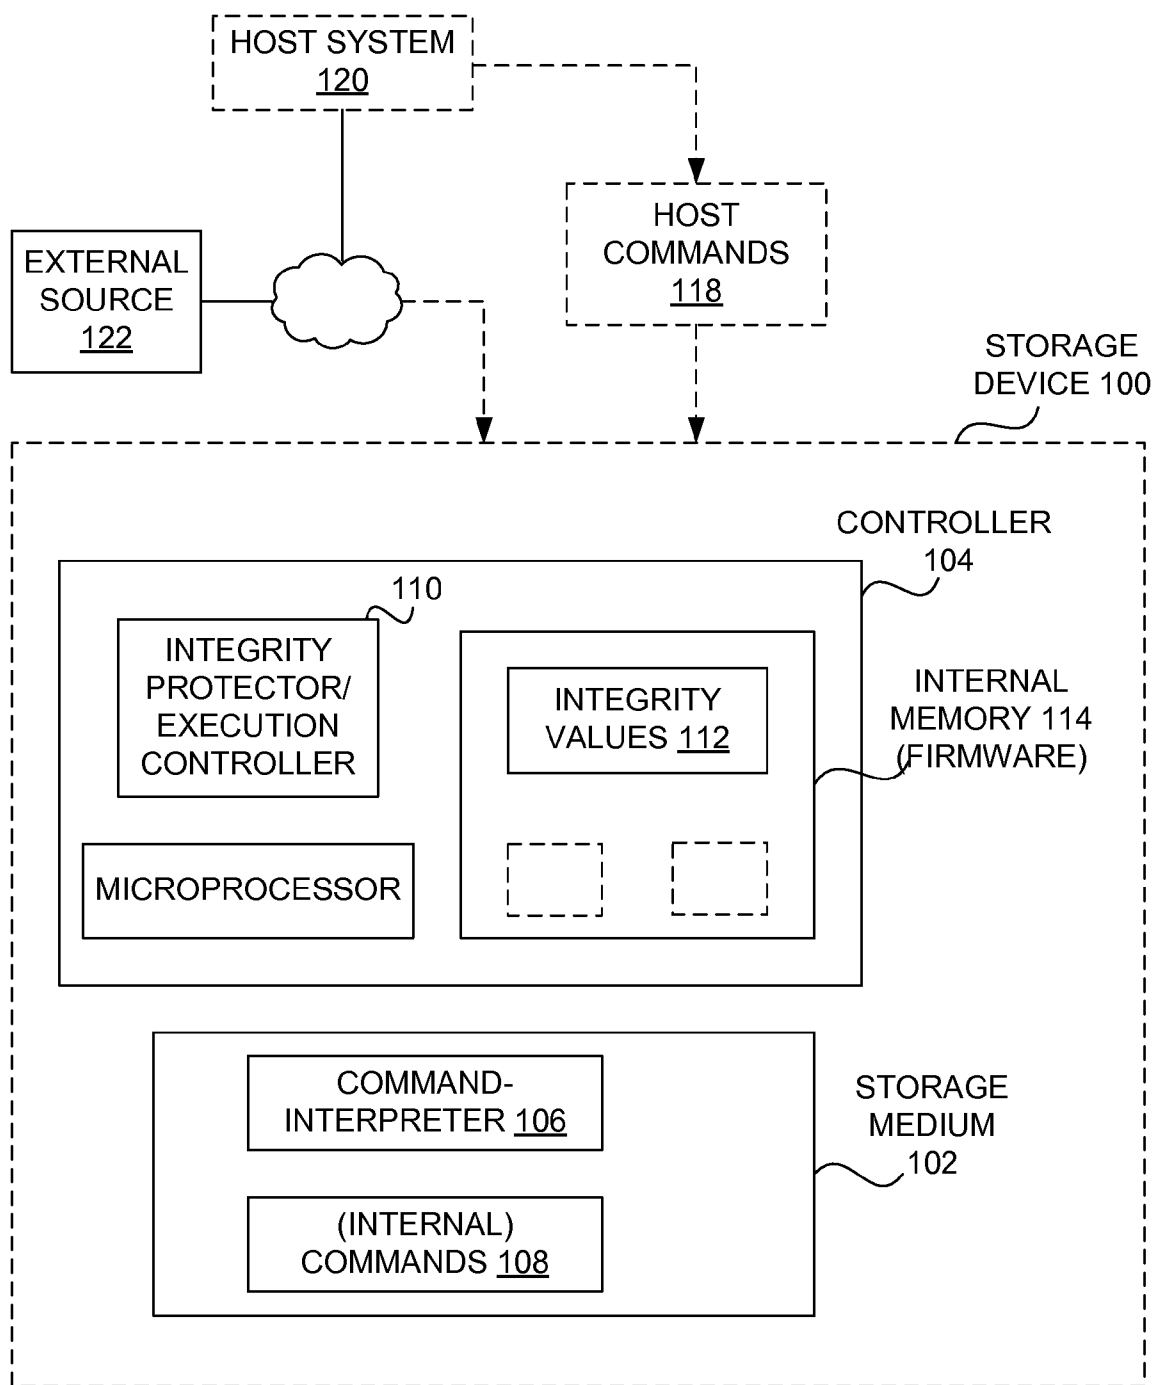 HOST SYSTEM
120
HOST
COMMANDS
118
EXTERNAL
SOURCE
122
STORAGE
DEVICE 100
CONTROLLER
104
110
INTEGRITY
PROTECTOR/
EXECUTION
CONTROLLER
INTEGRITY
VALUES 112
INTERNAL
MEMORY 114
(FIRMWARE)
MICROPROCESSOR
COMMAND-
INTERPRETER 106
STORAGE
MEDIUM
102
(INTERNAL)
COMMANDS 108